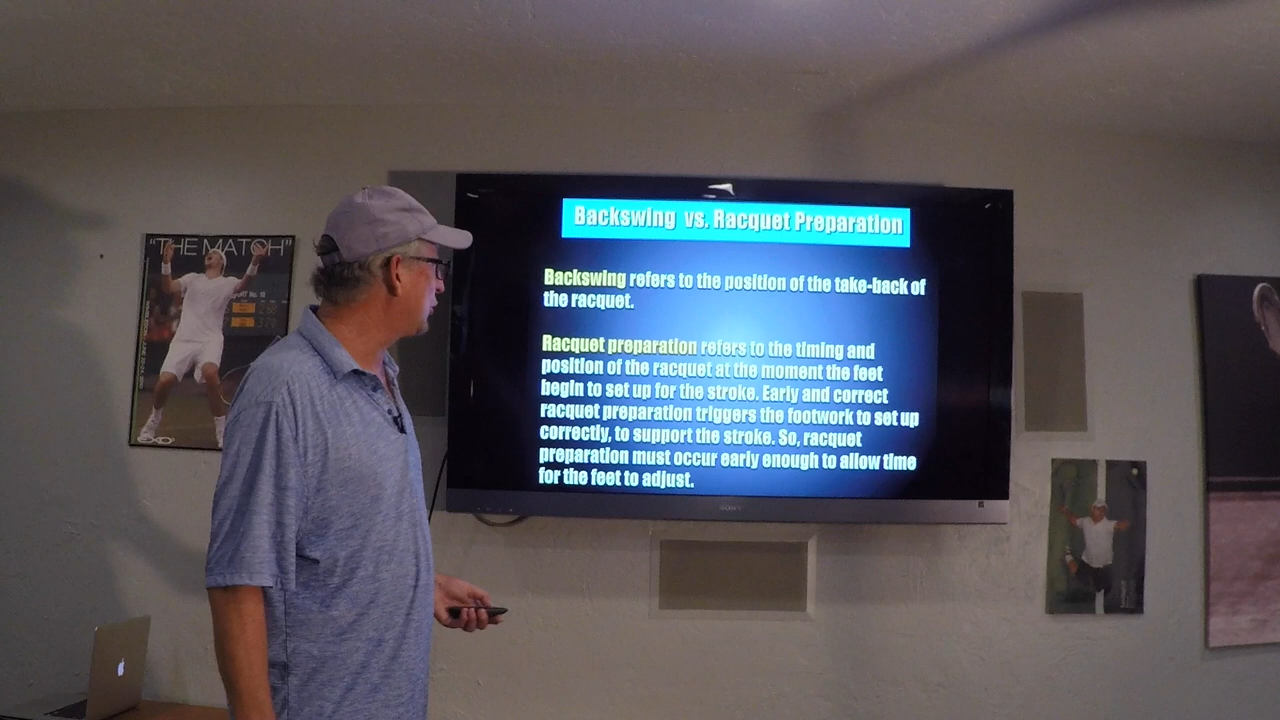 "THE MATCH"
Backswing vs. Racquet Preparation
Backswing refers to the position of the take-back of
the racquet.
Racquet preparation refers to the timing and
position of the racquet at the moment the feet
begin to set up for the stroke. Early and correct
racquet preparation triggers the footwork to set up
correctly, to support the stroke. So, racquet
preparation must occur early enough to allow time
for the feet to adjust.
SONY